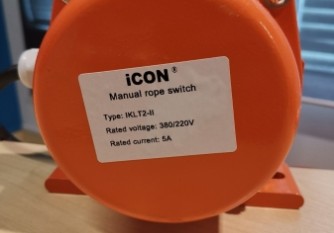 iCON®
Manual rope switch
Type: IKLT2-II
Rated voltage: 380/220V
Rated current: 5A